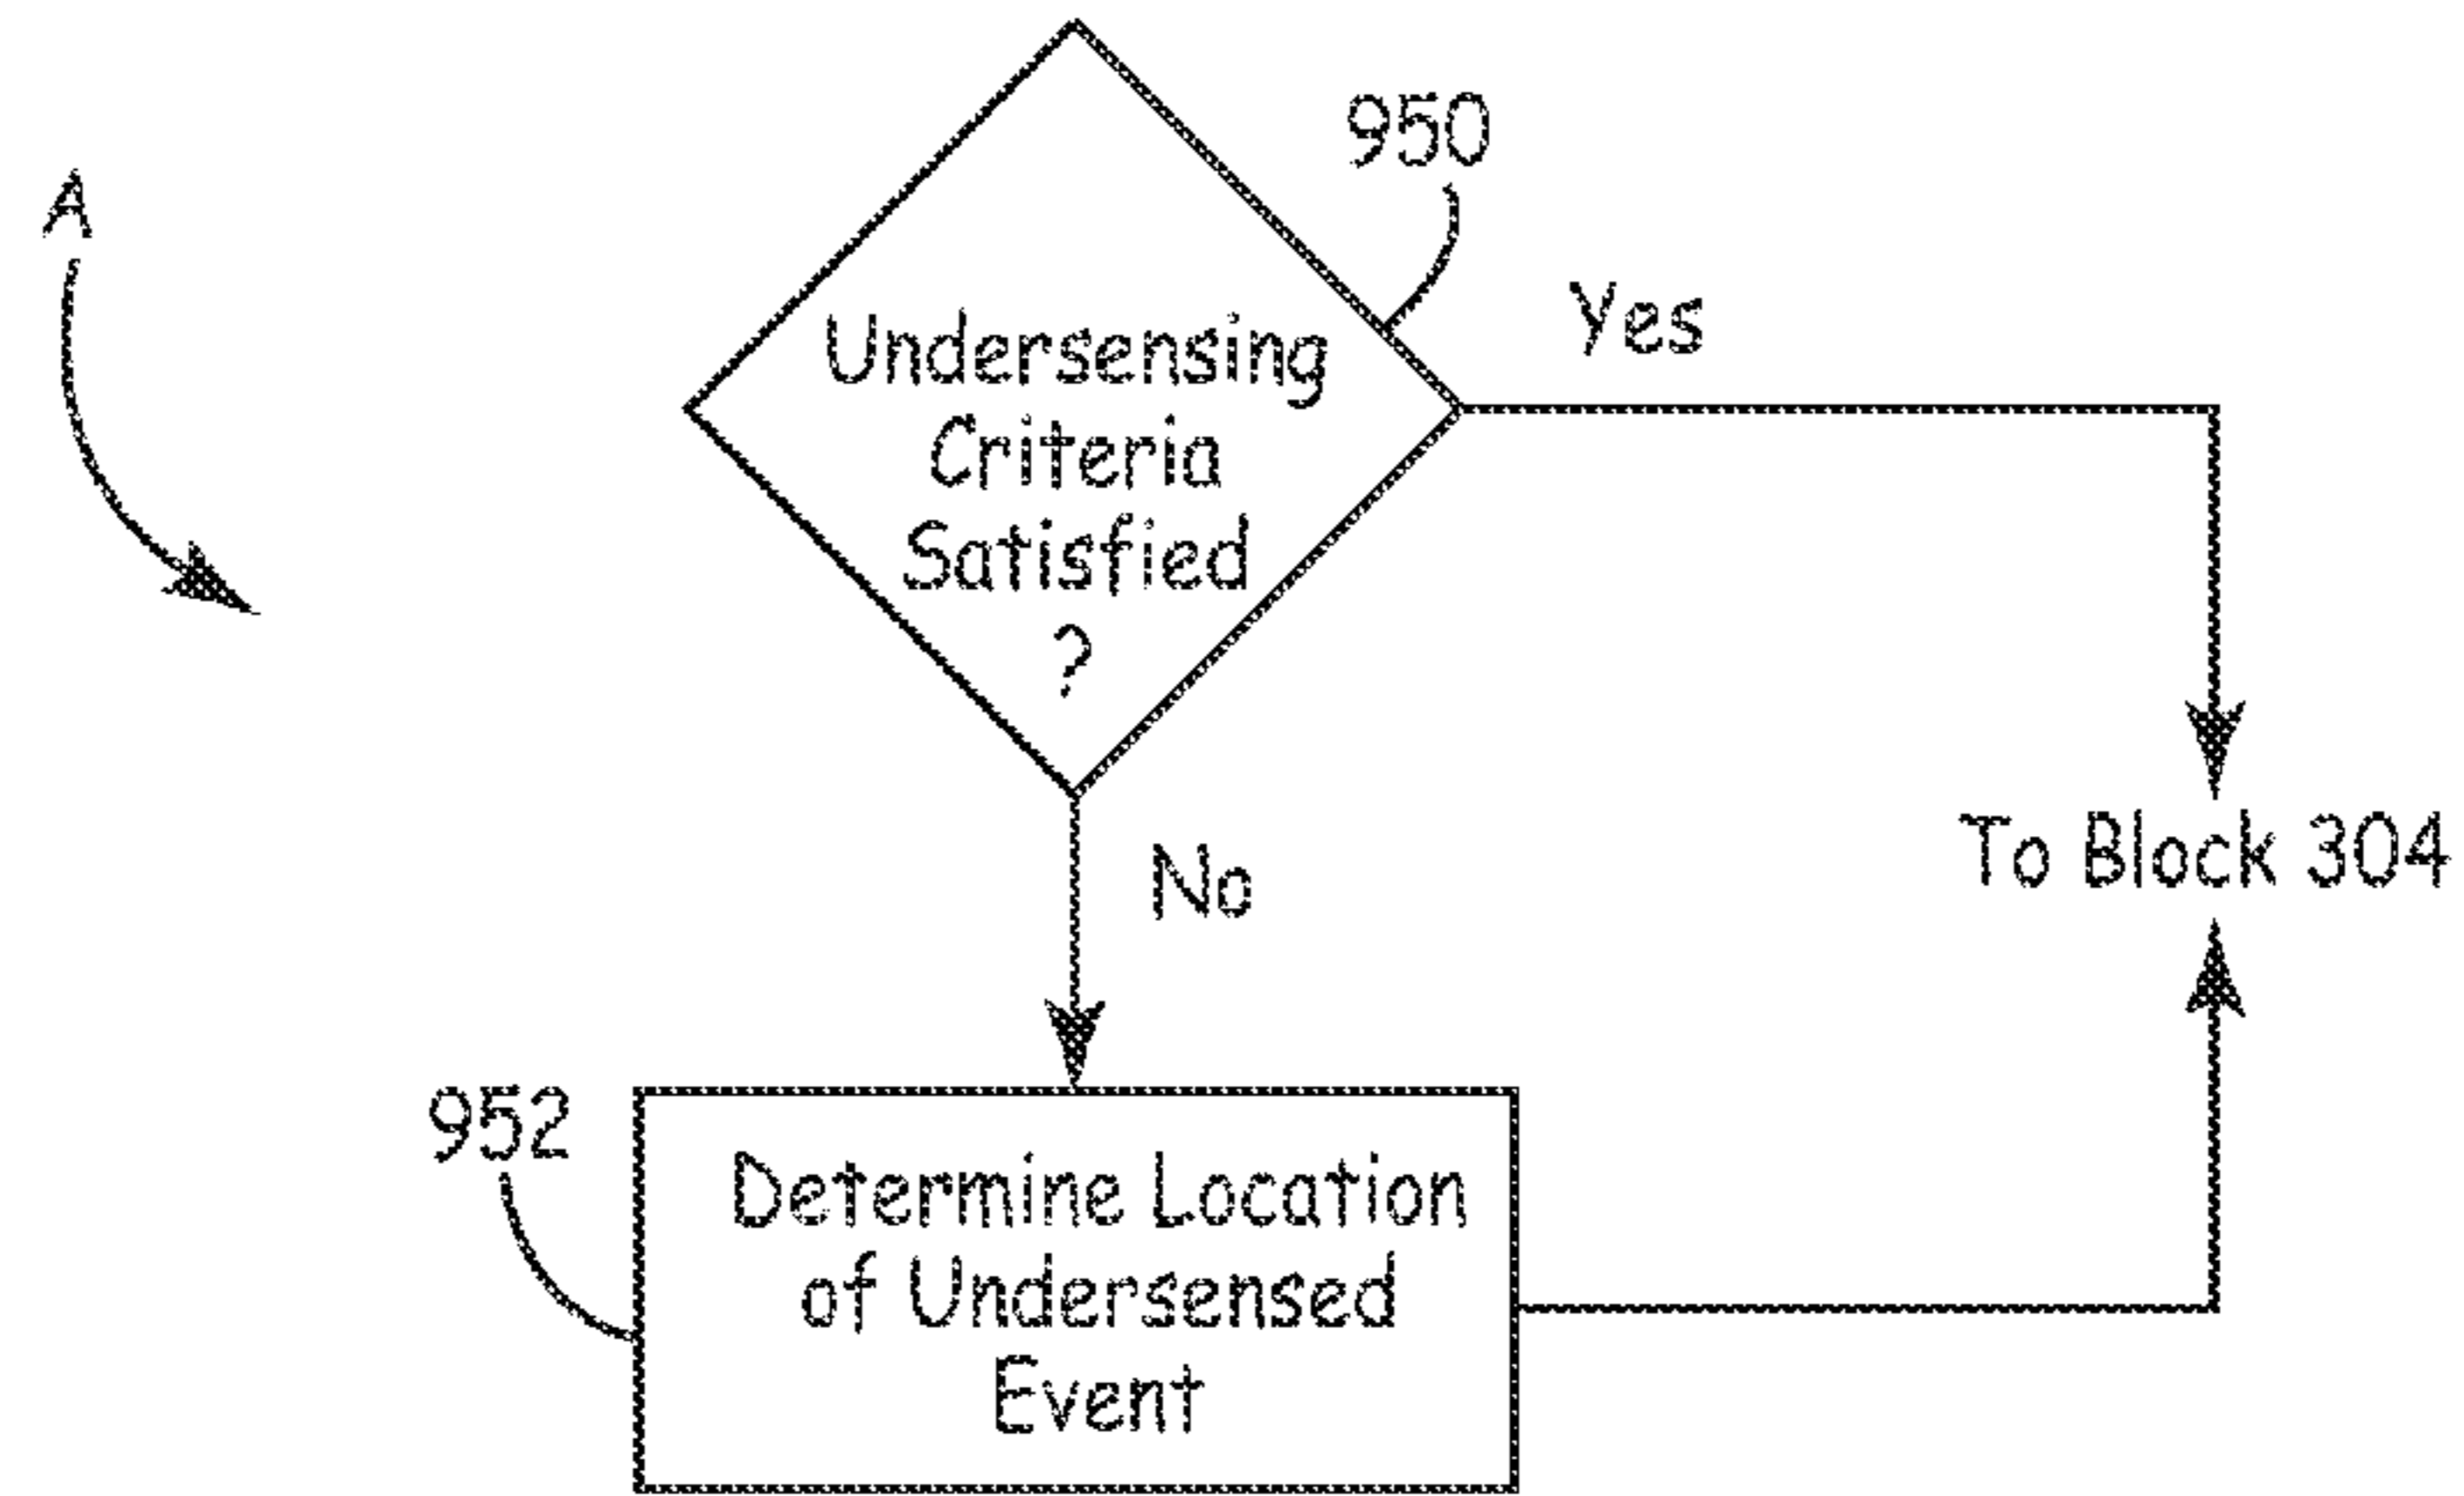 950
A
Yes
Undersensing
Criteria
Satisfied
?
To Block 304
No
952
Determine Location
of Undersensed
Event